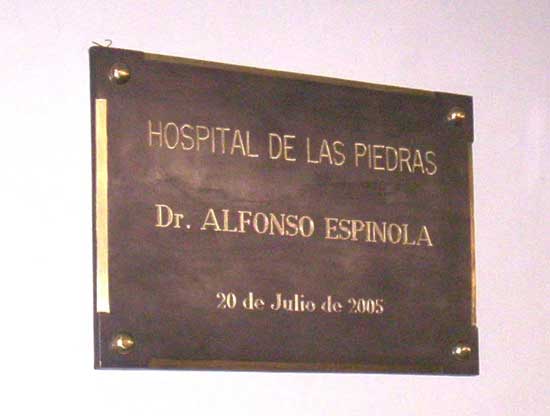 HOSPITAL DE LAS PIEDRAS
Dr. ALFONSO ESPINOLA
20 de Julio de 2005